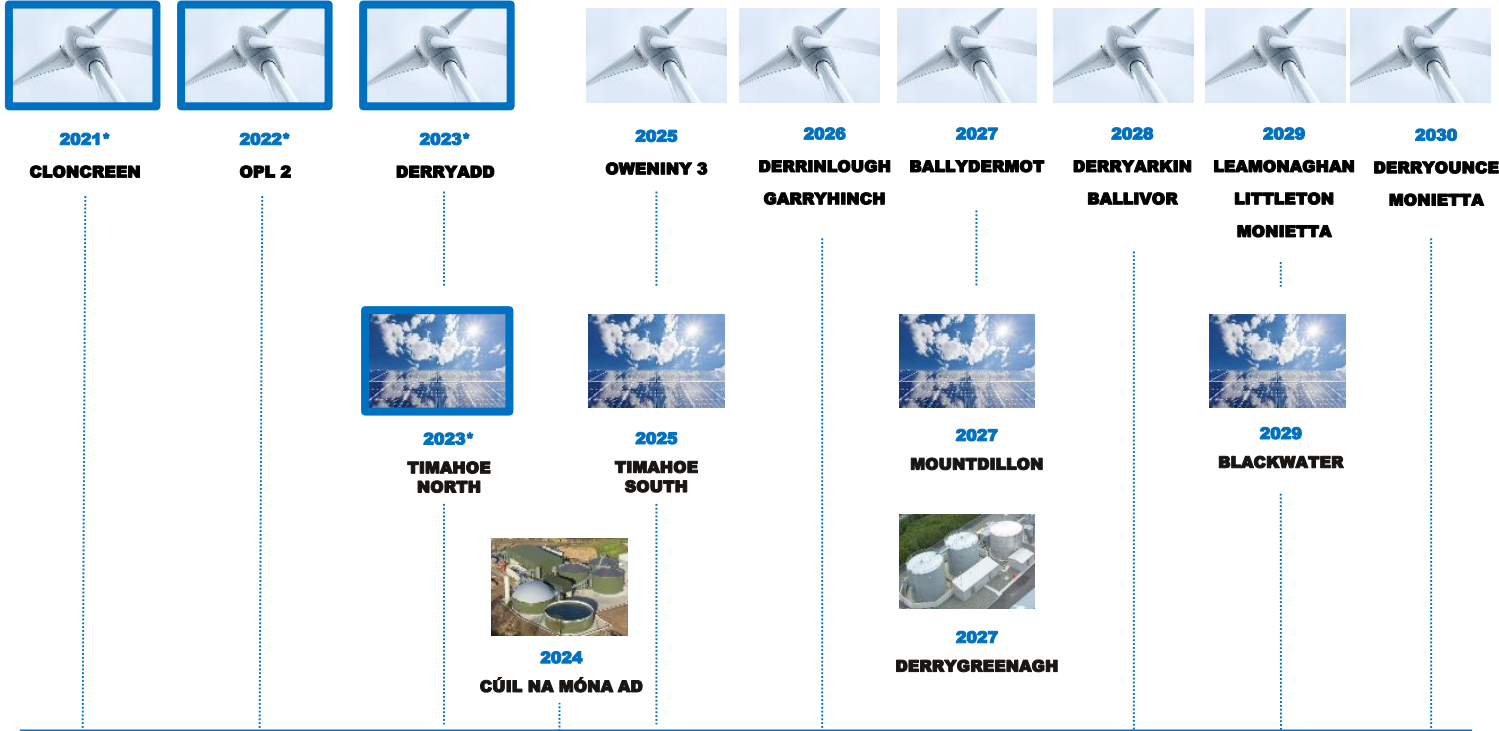 2021*
CLONCREEN
2022*
OPL 2
2023*
DERRYADD
2025
OWENINY 3
2026
DERRINLOUGH
GARRYHINCH
2027
BALLYDERMOT
2028
DERRYARKIN
BALLIVOR
2029
LEAMONAGHAN
LITTLETON
MONIETTA
2030
DERRYOUNCE
MONIETTA
2023*
TIMAHOE
NORTH
2025
TIMAHOE
SOUTH
2027
MOUNTDILLON
2029
BLACKWATER
2024
CÚIL NA MÓNA AD
2027
DERRYGREENAGH